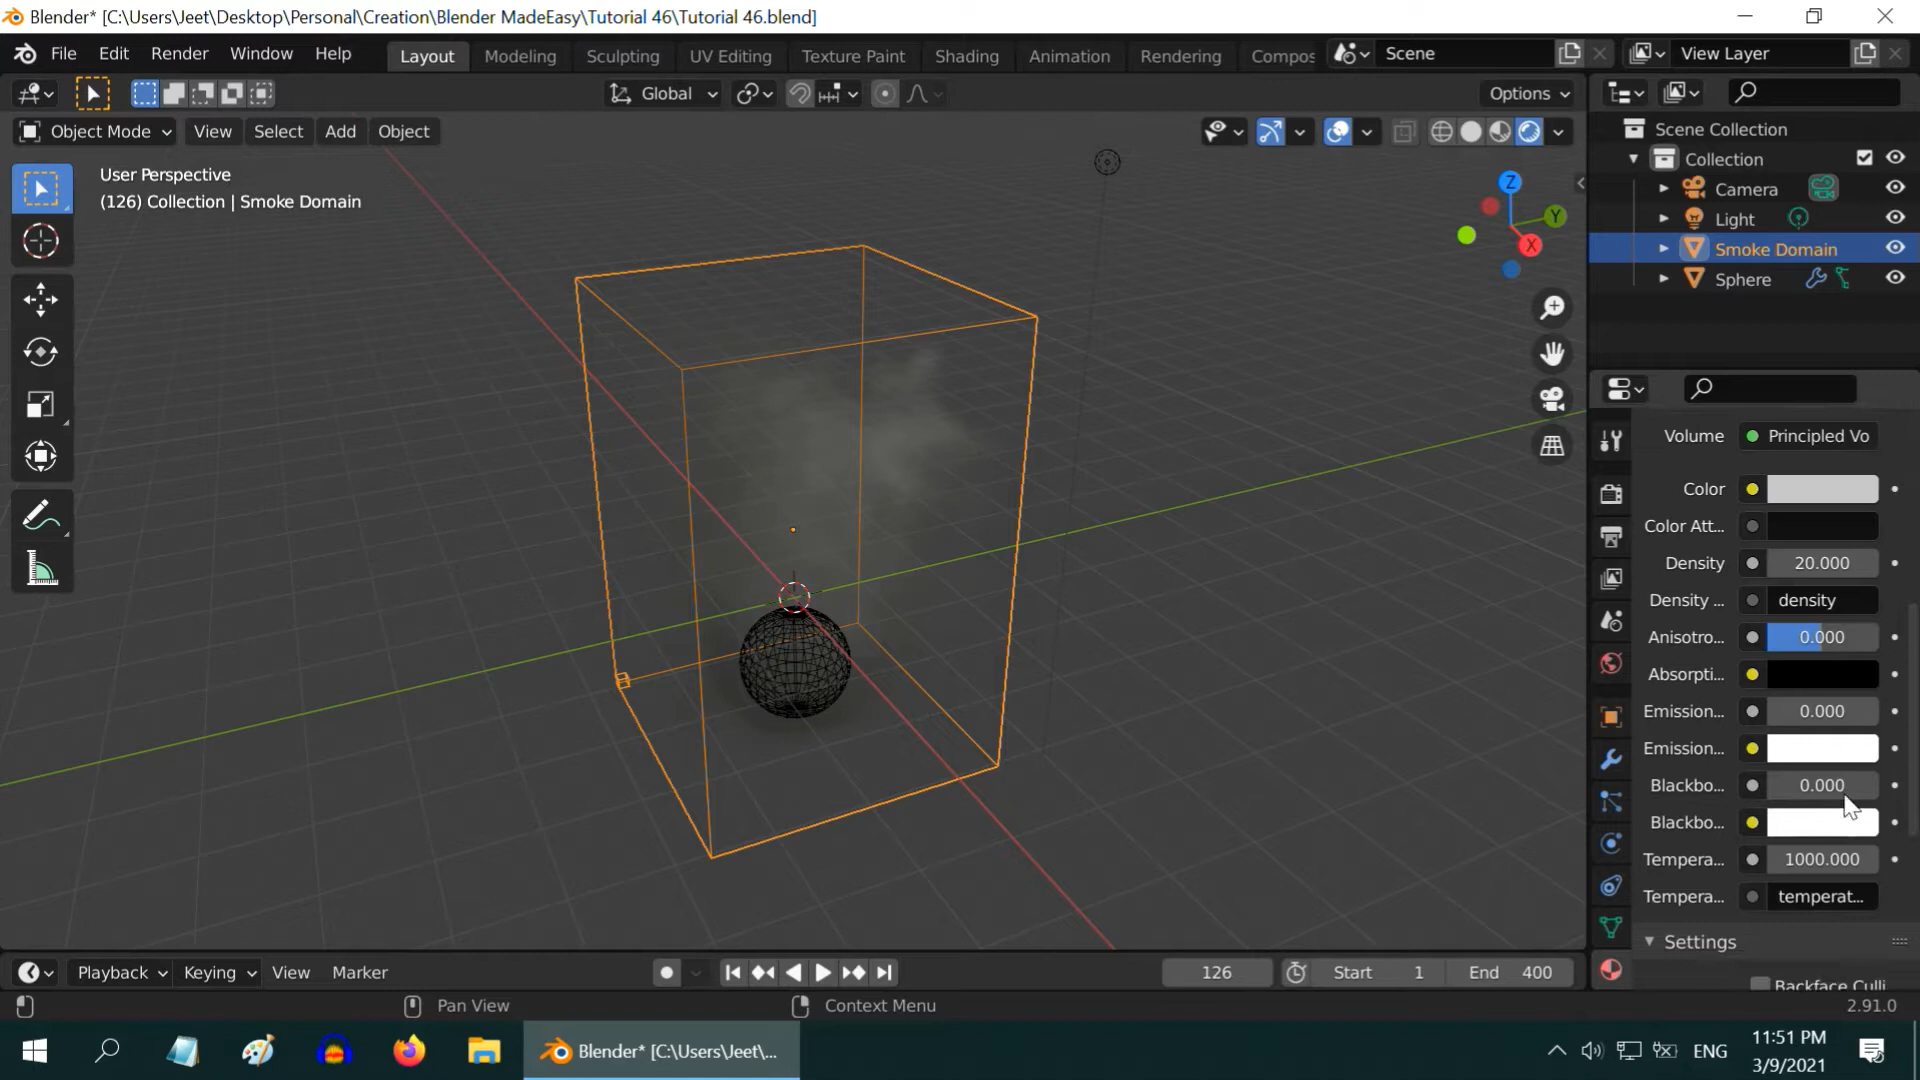 Blender* [C:\Users\Jeet\Desktop\Personal\Creation\Blender MadeEasy\Tutorial 46\Tutorial 46.blend]
File Edit Render Window Help Layout Modeling Sculpting UV Editing Texture Paint Shading Animation Rendering Compos Scene View Layer
Global Options
Object Mode View Select Add Object
User Perspective
(126) Collection | Smoke Domain
Z
Y
X
Scene Collection
Collection
Camera
Light
Smoke Domain
Sphere
Volume Principled Vo
Color
Color Att...
Density 20.000
Density ... density
Anisotro... 0.000
Absorpti...
Emission... 0.000
Emission...
Blackbo... 0.000
Blackbo...
Tempera... 1000.000
Tempera... temperat...
Settings
Backface Culli
Playback Keying View Marker 126 Start 1 End 400
Pan View Context Menu 2.91.0
Blender* [C:\Users\Jeet\...
ENG
11:51 PM
3/9/2021